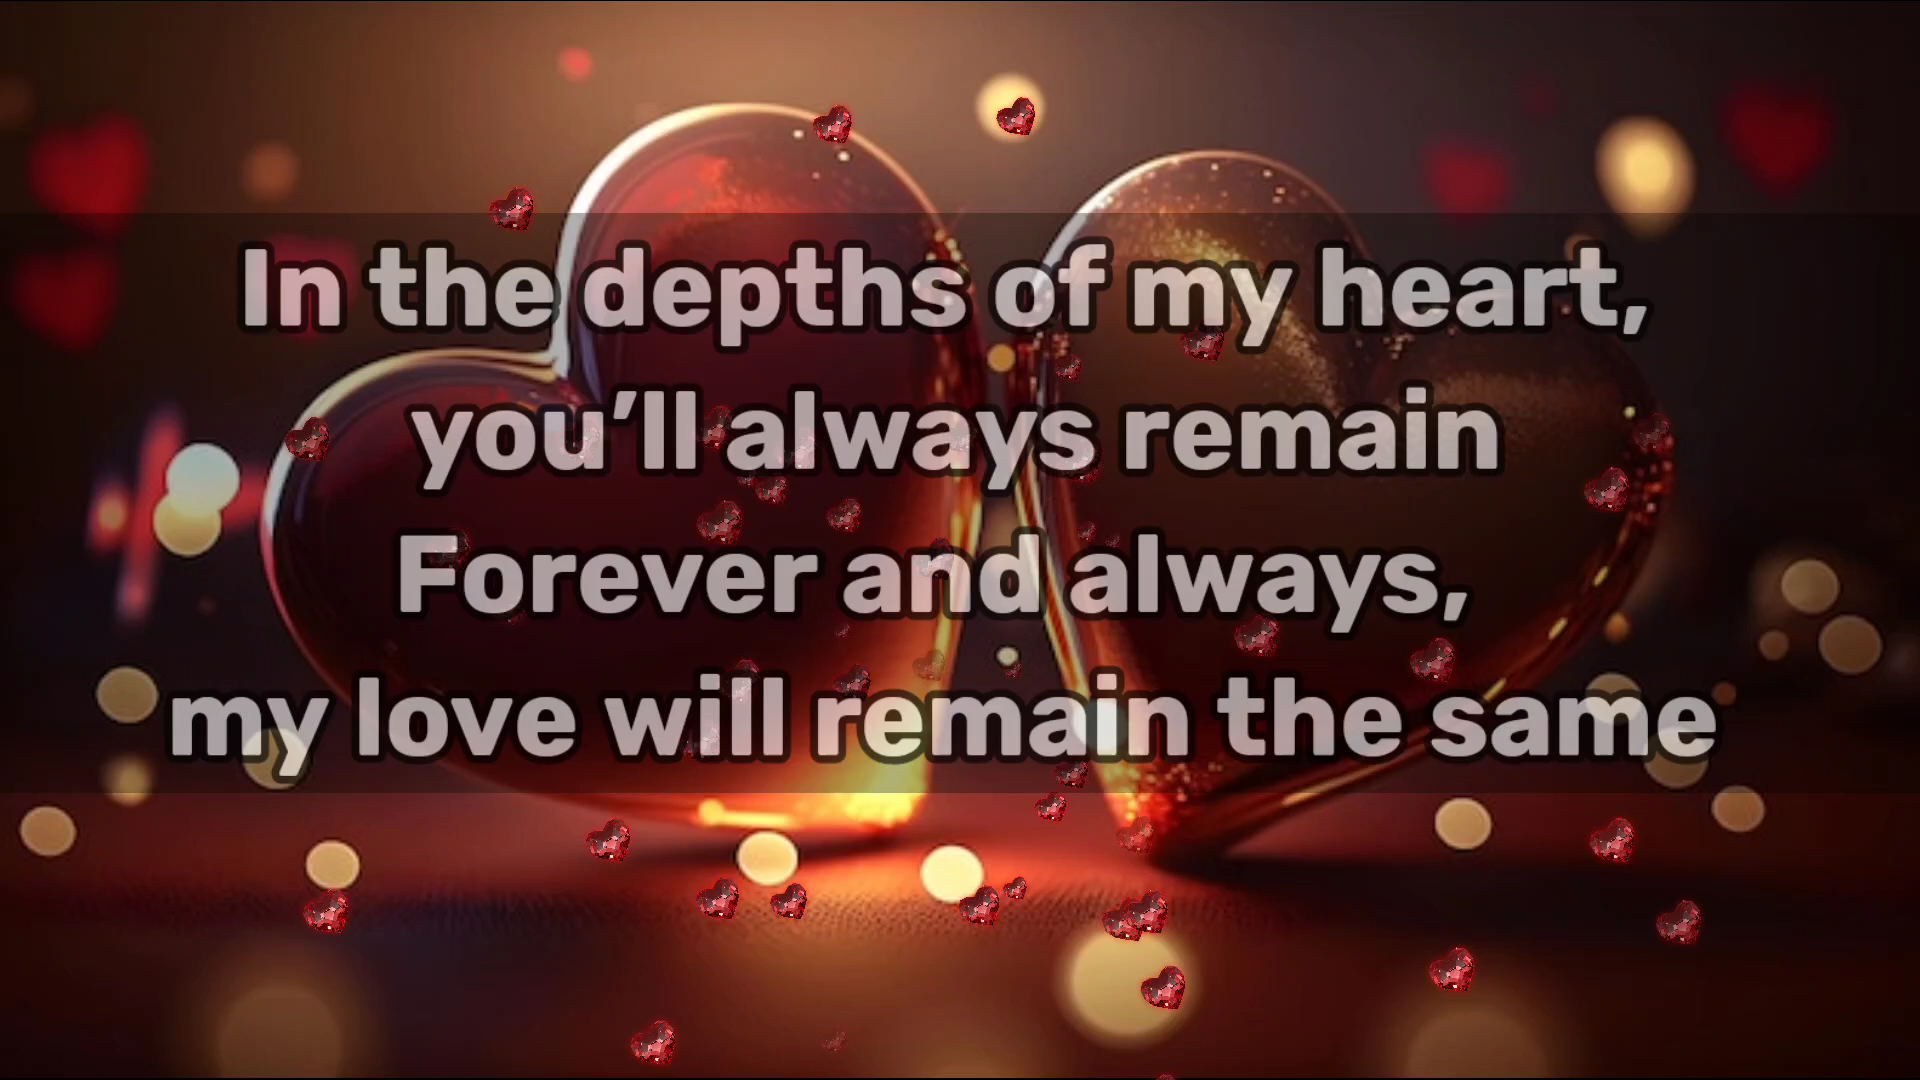 In the depths of my heart,
you’ll always remain
Forever and always,
my love will remain the same